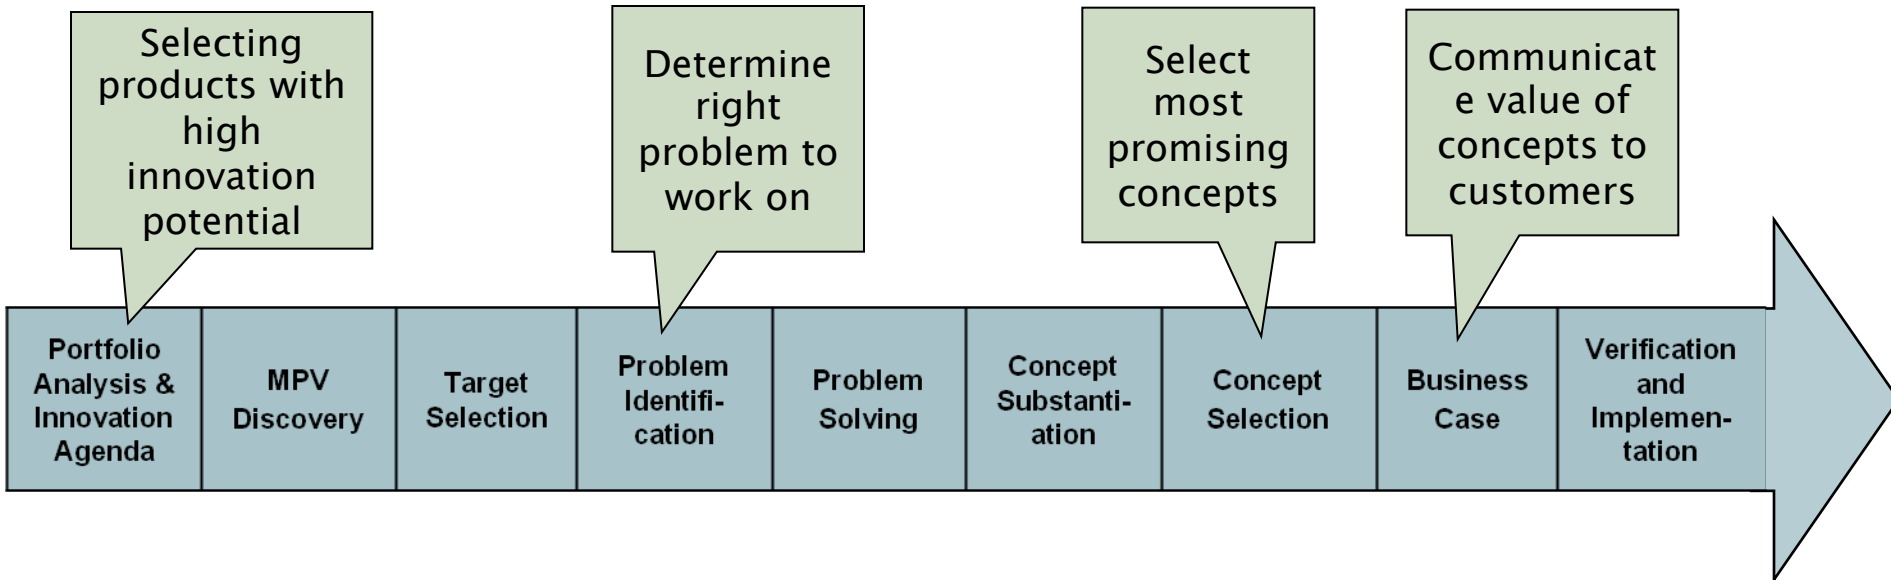 Selecting
products with
high
innovation
potential
Determine
right
problem to
work on
Select
most
promising
concepts
Communicat
e value of
concepts to
customers
Portfolio
Analysis &
Innovation
Agenda
MPV
Discovery
Target
Selection
Problem
Identifi-
cation
Problem
Solving
Concept
Substanti-
ation
Concept
Selection
Business
Case
Verification
and
Implemen-
tation